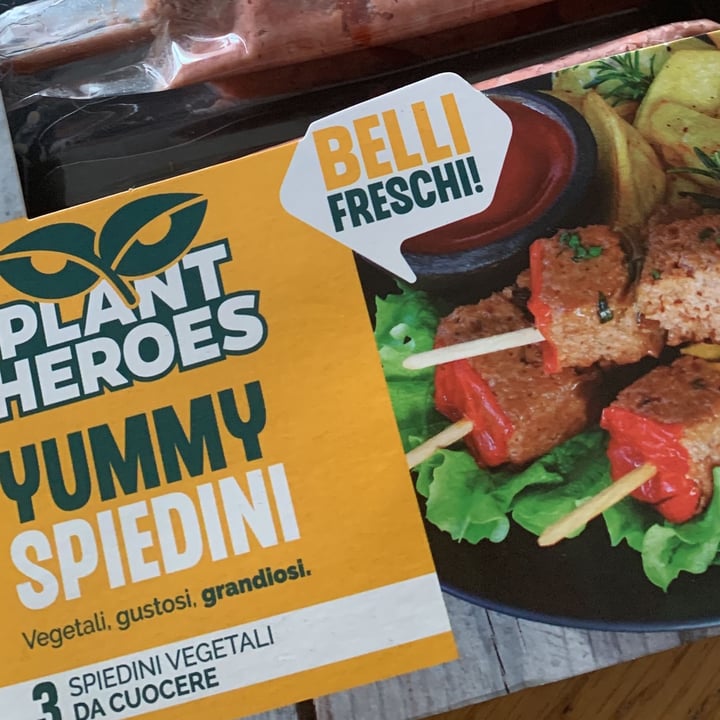 BELLI
FRESCHI!
PLANT
HEROES
YUMMY
SPIEDINI
Vegetali, gustosi, grandiosi.
3 SPIEDINI VEGETALI
DA CUOCERE